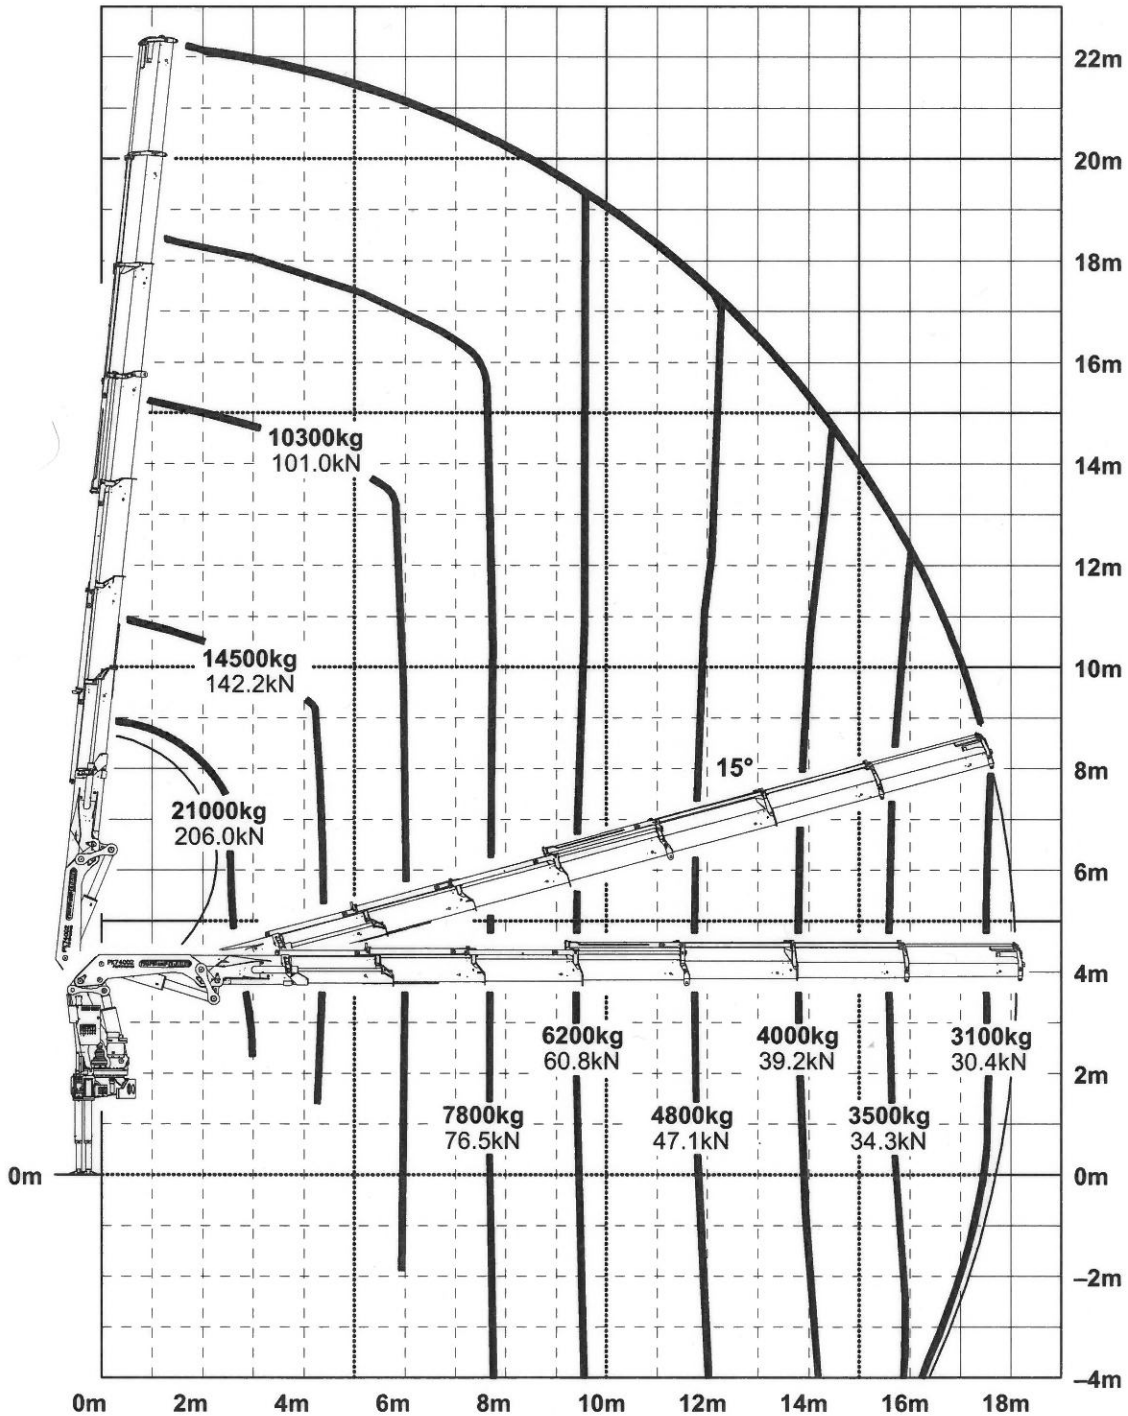 22m
20m
18m
16m
10300kg
101.0kN
14m
12m
14500kg
142.2kN
10m
15°
8m
21000kg
206.0kN
6m
4m
6200kg
60.8kN
4000kg
39.2kN
3100kg
30.4kN
2m
7800kg
76.5kN
4800kg
47.1kN
3500kg
34.3kN
0m
0m
–2m
–4m
0m 2m 4m 6m 8m 10m 12m 14m 16m 18m